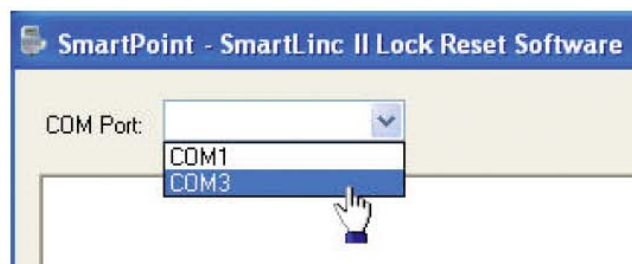 SmartPoint - SmartLinc II Lock Reset Software
COM Port:
COM1
COM3